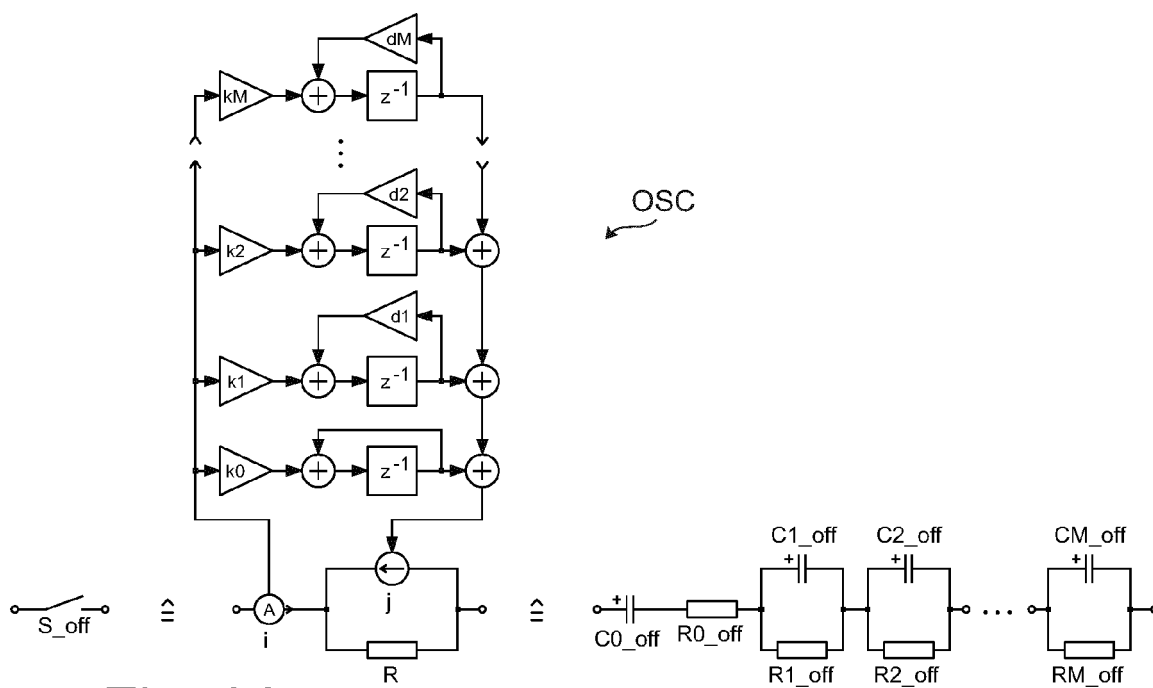 dM
kM
+
z⁻¹
⋮
d2
OSC
k2
+
z⁻¹
+
d1
k1
+
z⁻¹
+
k0
+
z⁻¹
+
C1_off C2_off CM_off
+ + +
A
i
j
R
S_off
≙
≙
+
C0_off
R0_off
...
R1_off R2_off RM_off